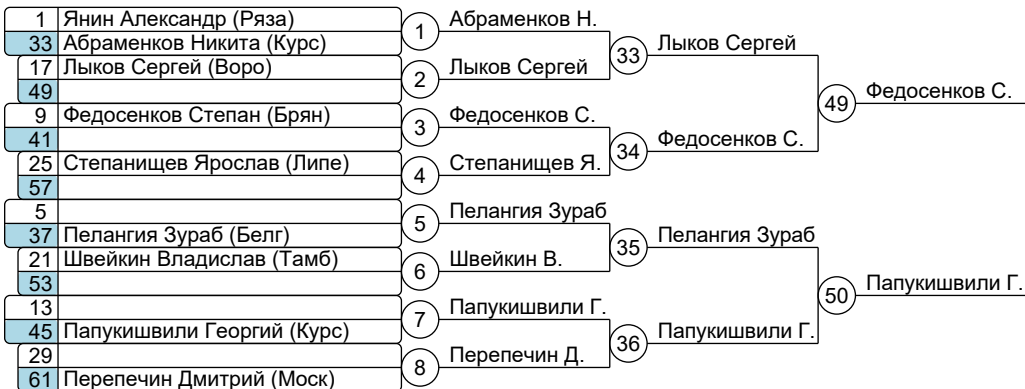 1 Янин Александр (Ряза)
33 Абраменков Никита (Курс)
17 Лыков Сергей (Воро)
49
9 Федосенков Степан (Брян)
41
25 Степанищев Ярослав (Липе)
57
5
37 Пелангия Зураб (Белг)
21 Швейкин Владислав (Тамб)
53
13
45 Папукишвили Георгий (Курс)
29
61 Перепечин Дмитрий (Моск)
1 Абраменков Н.
2 Лыков Сергей
3 Федосенков С.
4 Степанищев Я.
5 Пелангия Зураб
6 Швейкин В.
7 Папукишвили Г.
8 Перепечин Д.
33 Лыков Сергей
34 Федосенков С.
35 Пелангия Зураб
36 Папукишвили Г.
49 Федосенков С.
50 Папукишвили Г.